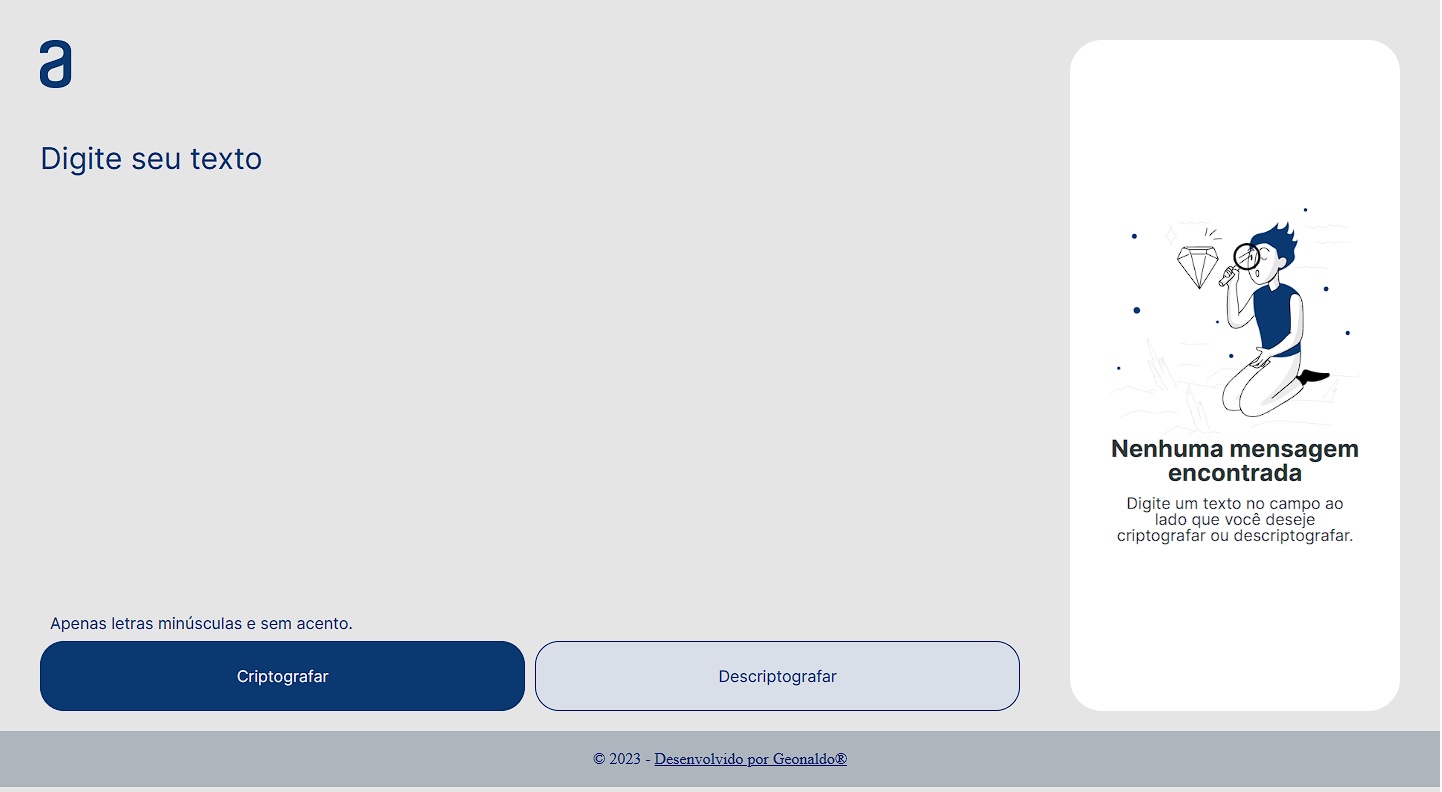 a
Digite seu texto
Apenas letras minúsculas e sem acento.
Criptografar
Descriptografar
Nenhuma mensagem
encontrada
Digite um texto no campo ao
lado que você deseje
criptografar ou descriptografar.
© 2023 - Desenvolvido por Geonaldo®